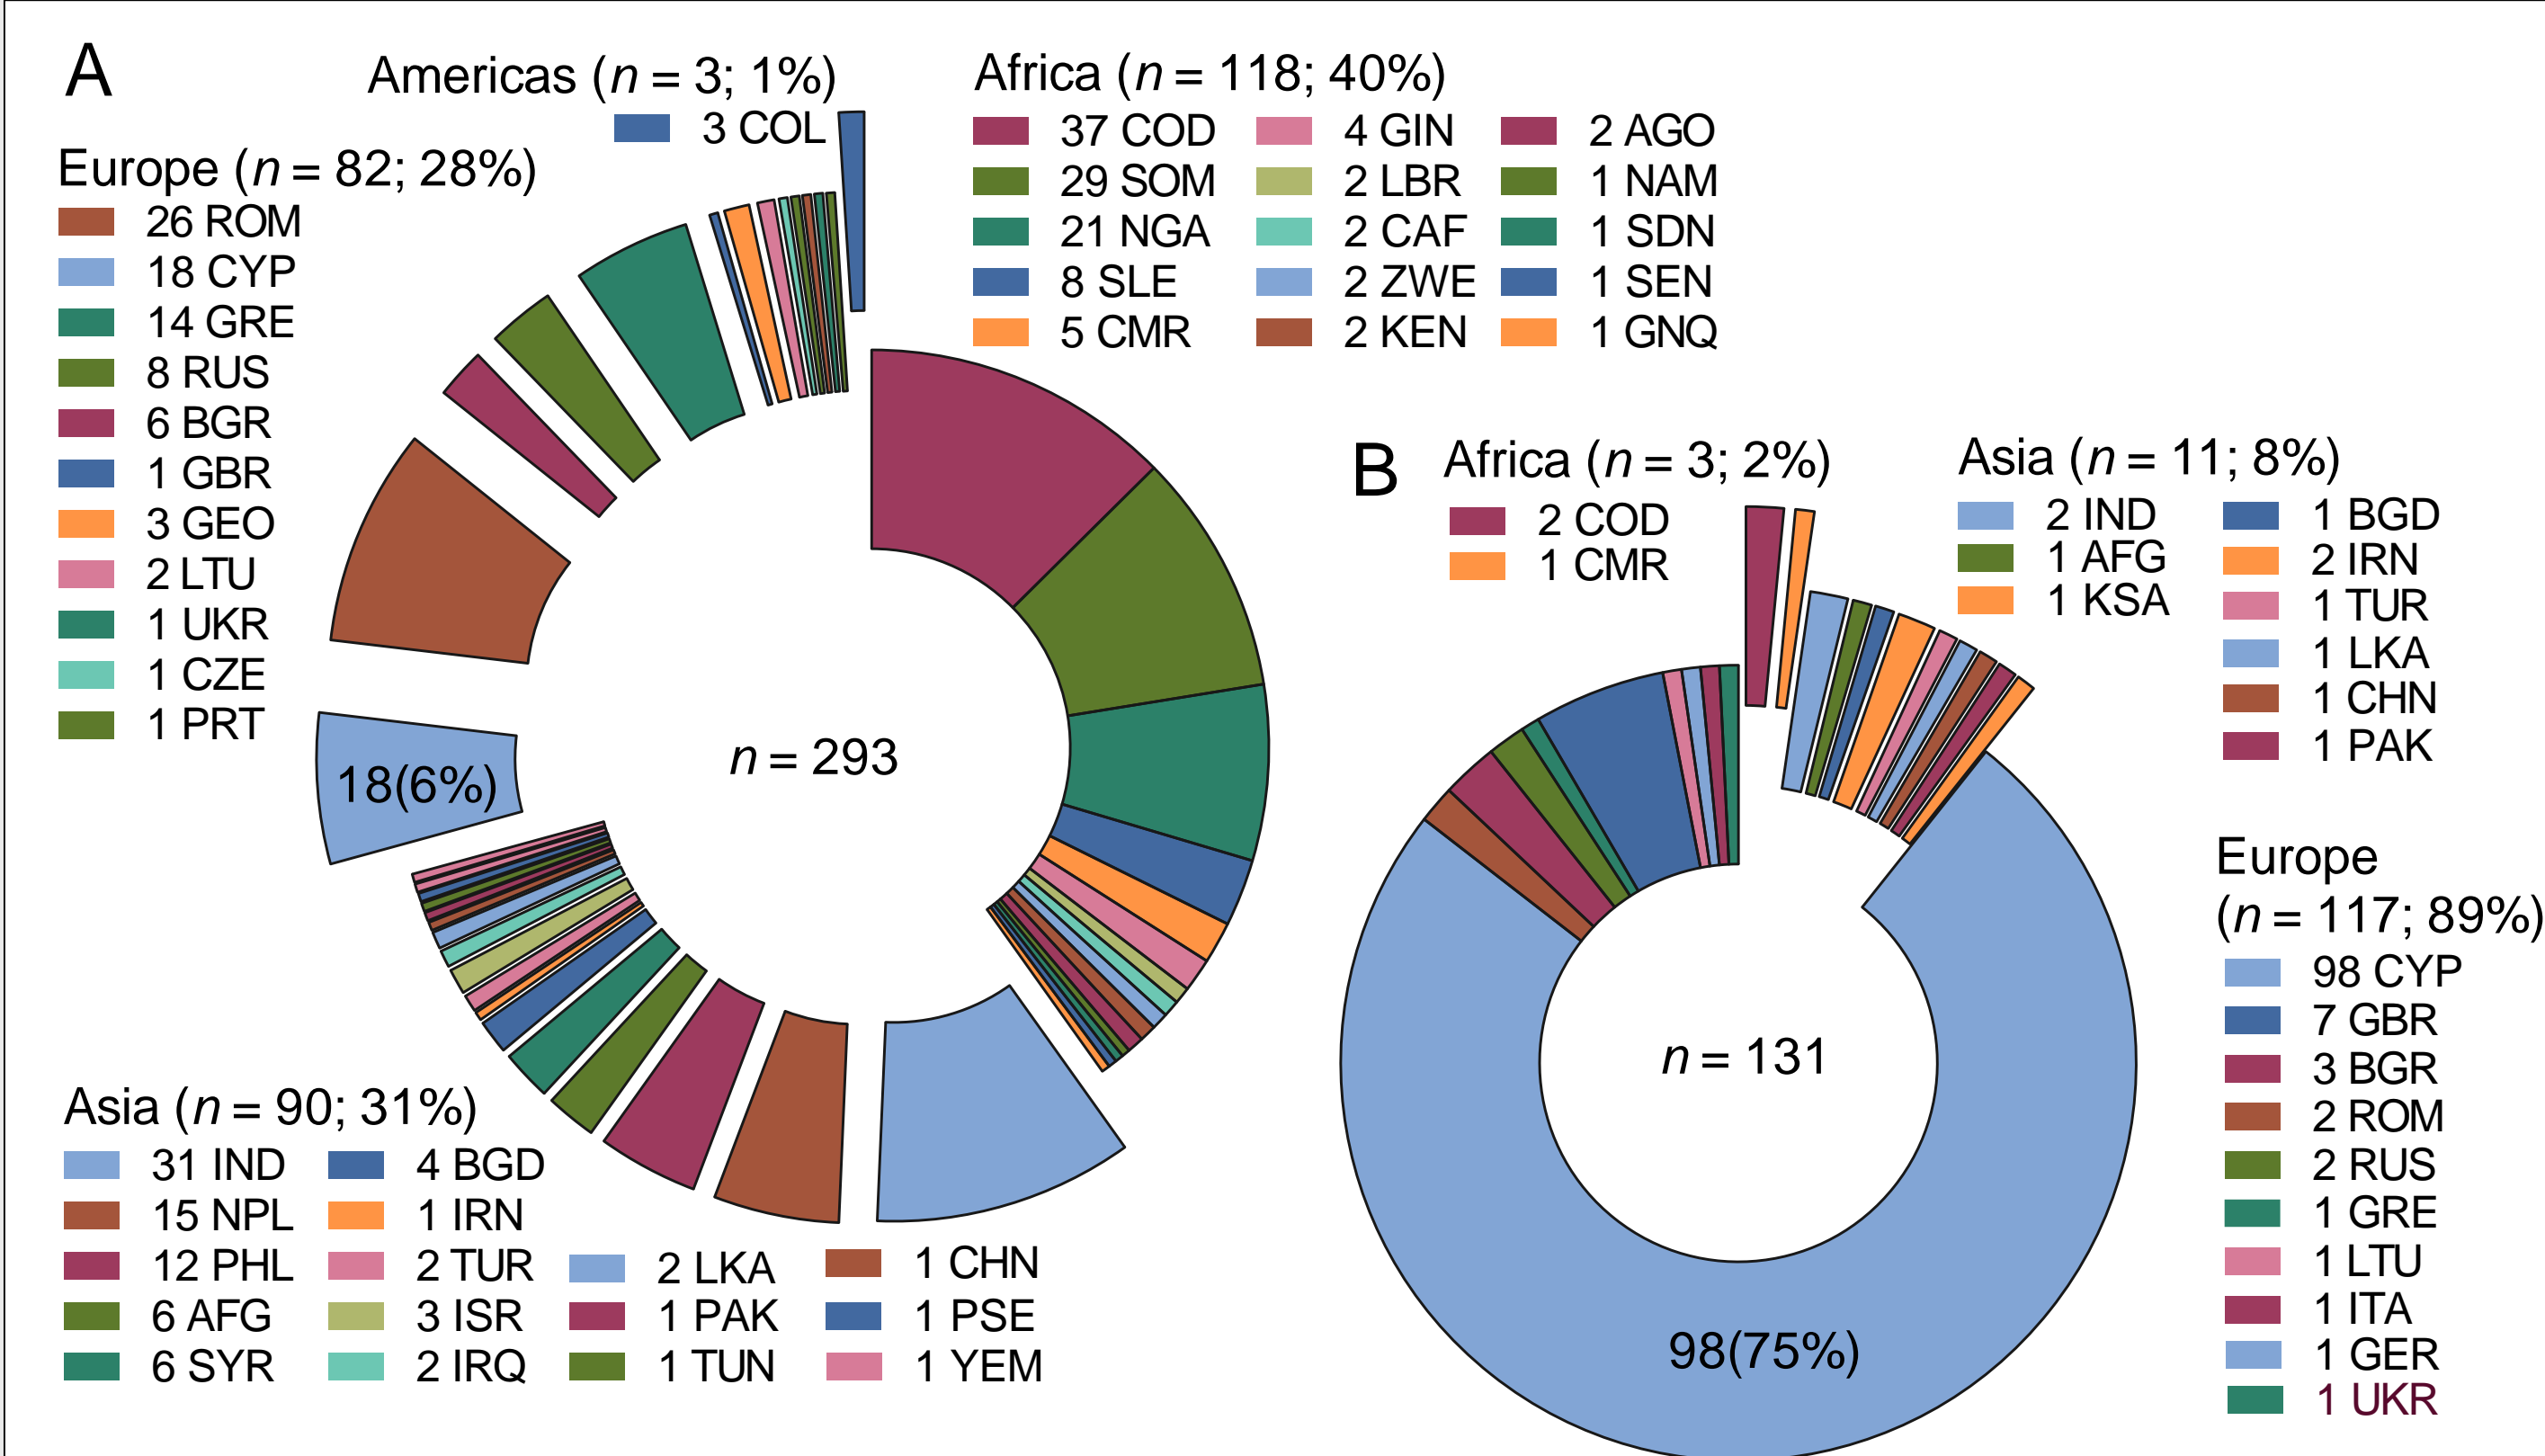 A
Americas (n = 3; 1%)
3 COL
Europe (n = 82; 28%)
26 ROM
18 CYP
14 GRE
8 RUS
6 BGR
1 GBR
3 GEO
2 LTU
1 UKR
1 CZE
1 PRT
Africa (n = 118; 40%)
37 COD 4 GIN 2 AGO
29 SOM 2 LBR 1 NAM
21 NGA 2 CAF 1 SDN
8 SLE 2 ZWE 1 SEN
5 CMR 2 KEN 1 GNQ
n = 293
18(6%)
Asia (n = 90; 31%)
31 IND 4 BGD
15 NPL 1 IRN
12 PHL 2 TUR 2 LKA 1 CHN
6 AFG 3 ISR 1 PAK 1 PSE
6 SYR 2 IRQ 1 TUN 1 YEM
B
Africa (n = 3; 2%)
2 COD
1 CMR
Asia (n = 11; 8%)
2 IND 1 BGD
1 AFG 2 IRN
1 KSA 1 TUR
1 LKA
1 CHN
1 PAK
Europe
(n = 117; 89%)
98 CYP
7 GBR
3 BGR
2 ROM
2 RUS
1 GRE
1 LTU
1 ITA
1 GER
1 UKR
n = 131
98(75%)